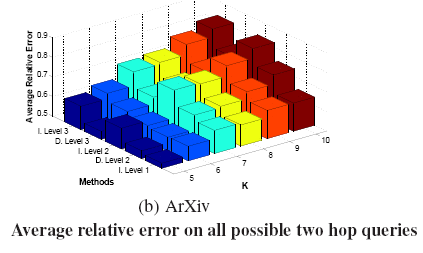 0.9
0.8
0.7
0.6
0.5
Average Relative Error
I. Level 3
D. Level 3
I. Level 2
D. Level 2
I. Level 1
Methods
5
6
7
8
9
10
K
(b) ArXiv
Average relative error on all possible two hop queries